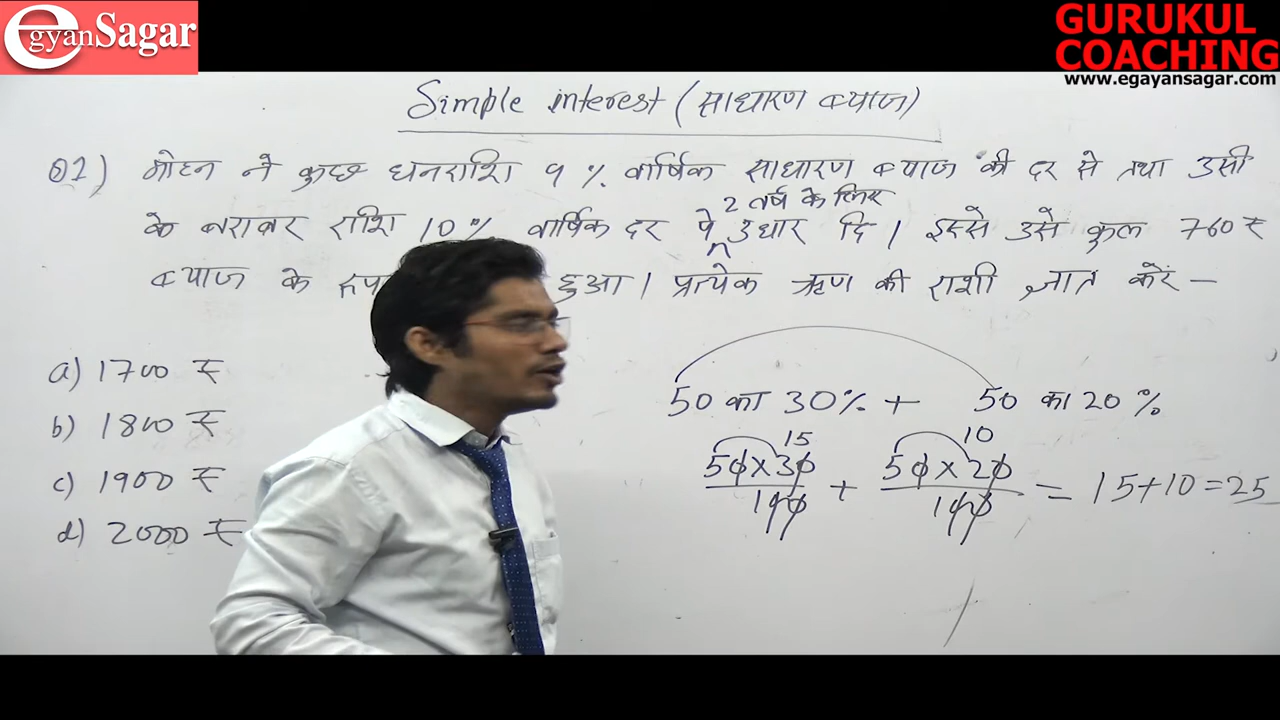 egyanSagar
GURUKUL
COACHING
www.egayansagar.com
Simple interest (साधारण ब्याज)
Q1) मोहन ने कुछ धनराशि 9 % वार्षिक साधारण ब्याज की दर से तथा उसी
2 वर्ष के लिए
के बराबर राशि 10 % वार्षिक दर पे उधार दि । इससे उसे कुल 760 ₹
ब्याज के हुआ । प्रत्येक ऋण की राशी ज्ञात करें –
a) 1700 ₹
b) 1800 ₹
c) 1900 ₹
d) 2000 ₹
50 का 30% + 50 का 20 %
15 10
50 x 30 + 50 x 20 = 15+10=25
100 100